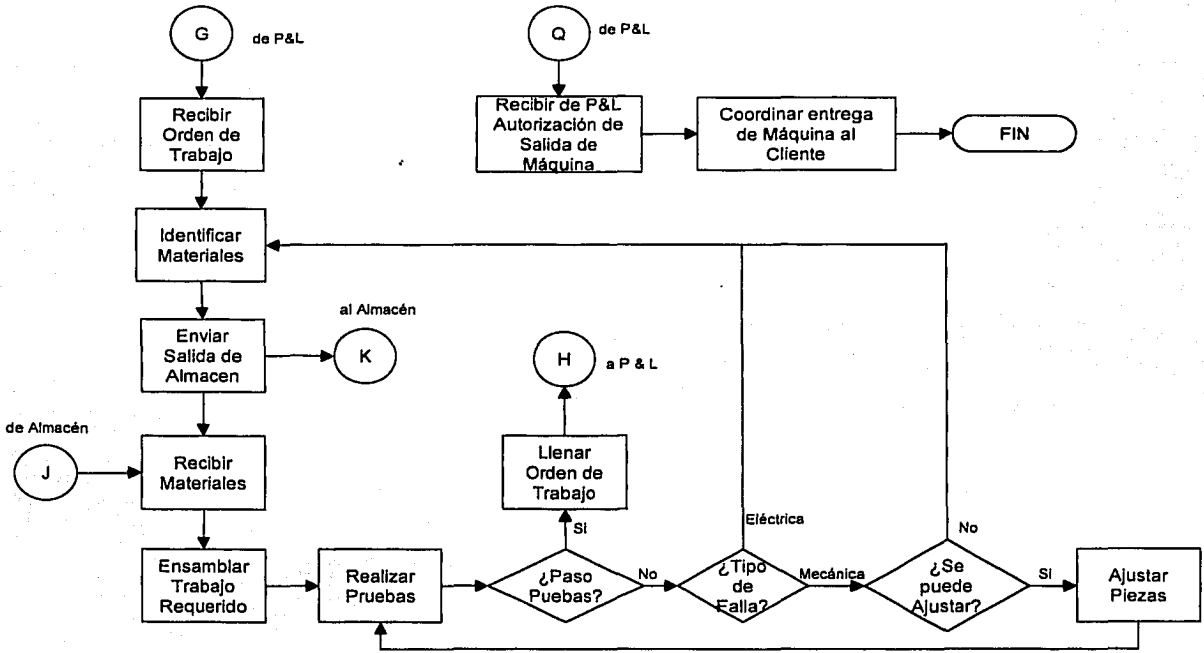 G
de P&L
Q
de P&L
Recibir
Orden de
Trabajo
Recibir de P&L
Autorización de
Salida de
Máquina
Coordinar entrega
de Máquina al
Cliente
FIN
Identificar
Materiales
al Almacén
Enviar
Salida de
Almacen
K
H
a P & L
de Almacén
J
Recibir
Materiales
Llenar
Orden de
Trabajo
Si
Eléctrica
No
Ensamblar
Trabajo
Requerido
Realizar
Pruebas
¿Paso
Puebas?
No
¿Tipo
de
Falla?
Mecánica
¿Se
puede
Ajustar?
Si
Ajustar
Piezas